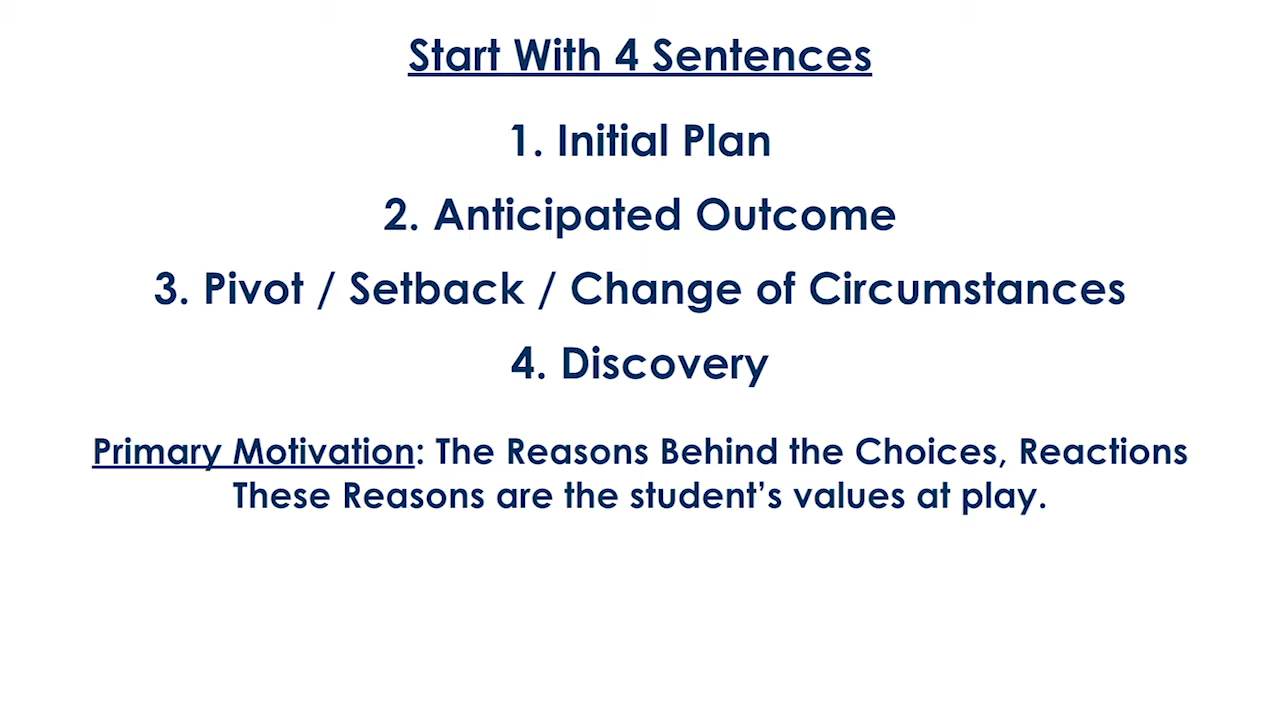 Start With 4 Sentences
1. Initial Plan
2. Anticipated Outcome
3. Pivot / Setback / Change of Circumstances
4. Discovery
Primary Motivation: The Reasons Behind the Choices, Reactions
These Reasons are the student’s values at play.